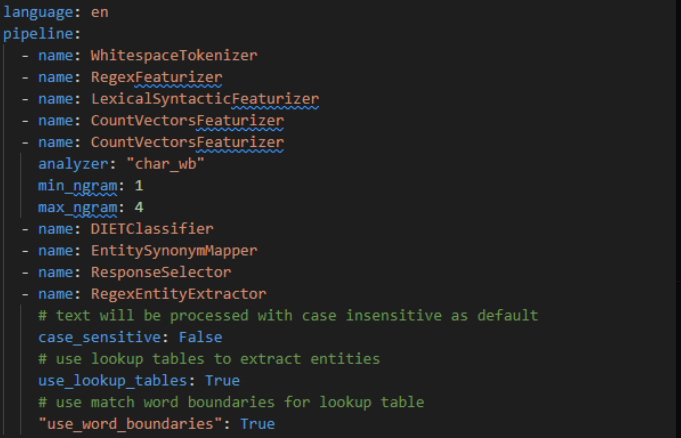 language: en
pipeline:
- name: WhitespaceTokenizer
- name: RegexFeaturizer
- name: LexicalSyntacticFeaturizer
- name: CountVectorsFeaturizer
- name: CountVectorsFeaturizer
analyzer: "char_wb"
min_ngram: 1
max_ngram: 4
- name: DIETClassifier
- name: EntitySynonymMapper
- name: ResponseSelector
- name: RegexEntityExtractor
# text will be processed with case insensitive as default
case_sensitive: False
# use lookup tables to extract entities
use_lookup_tables: True
# use match word boundaries for lookup table
"use_word_boundaries": True